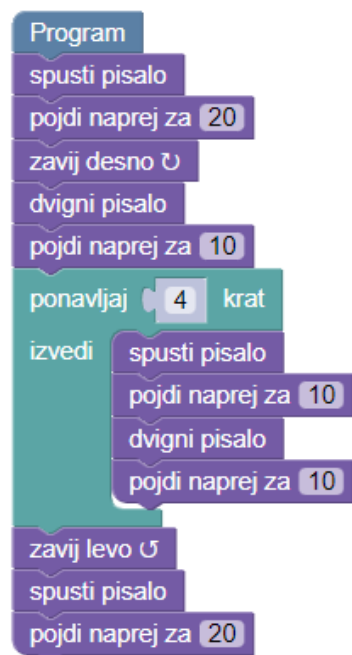 Program
spusti pisalo
pojdi naprej za 20
zavij desno ↻
dvigni pisalo
pojdi naprej za 10
ponavljaj 4 krat
izvedi spusti pisalo
pojdi naprej za 10
dvigni pisalo
pojdi naprej za 10
zavij levo ↺
spusti pisalo
pojdi naprej za 20